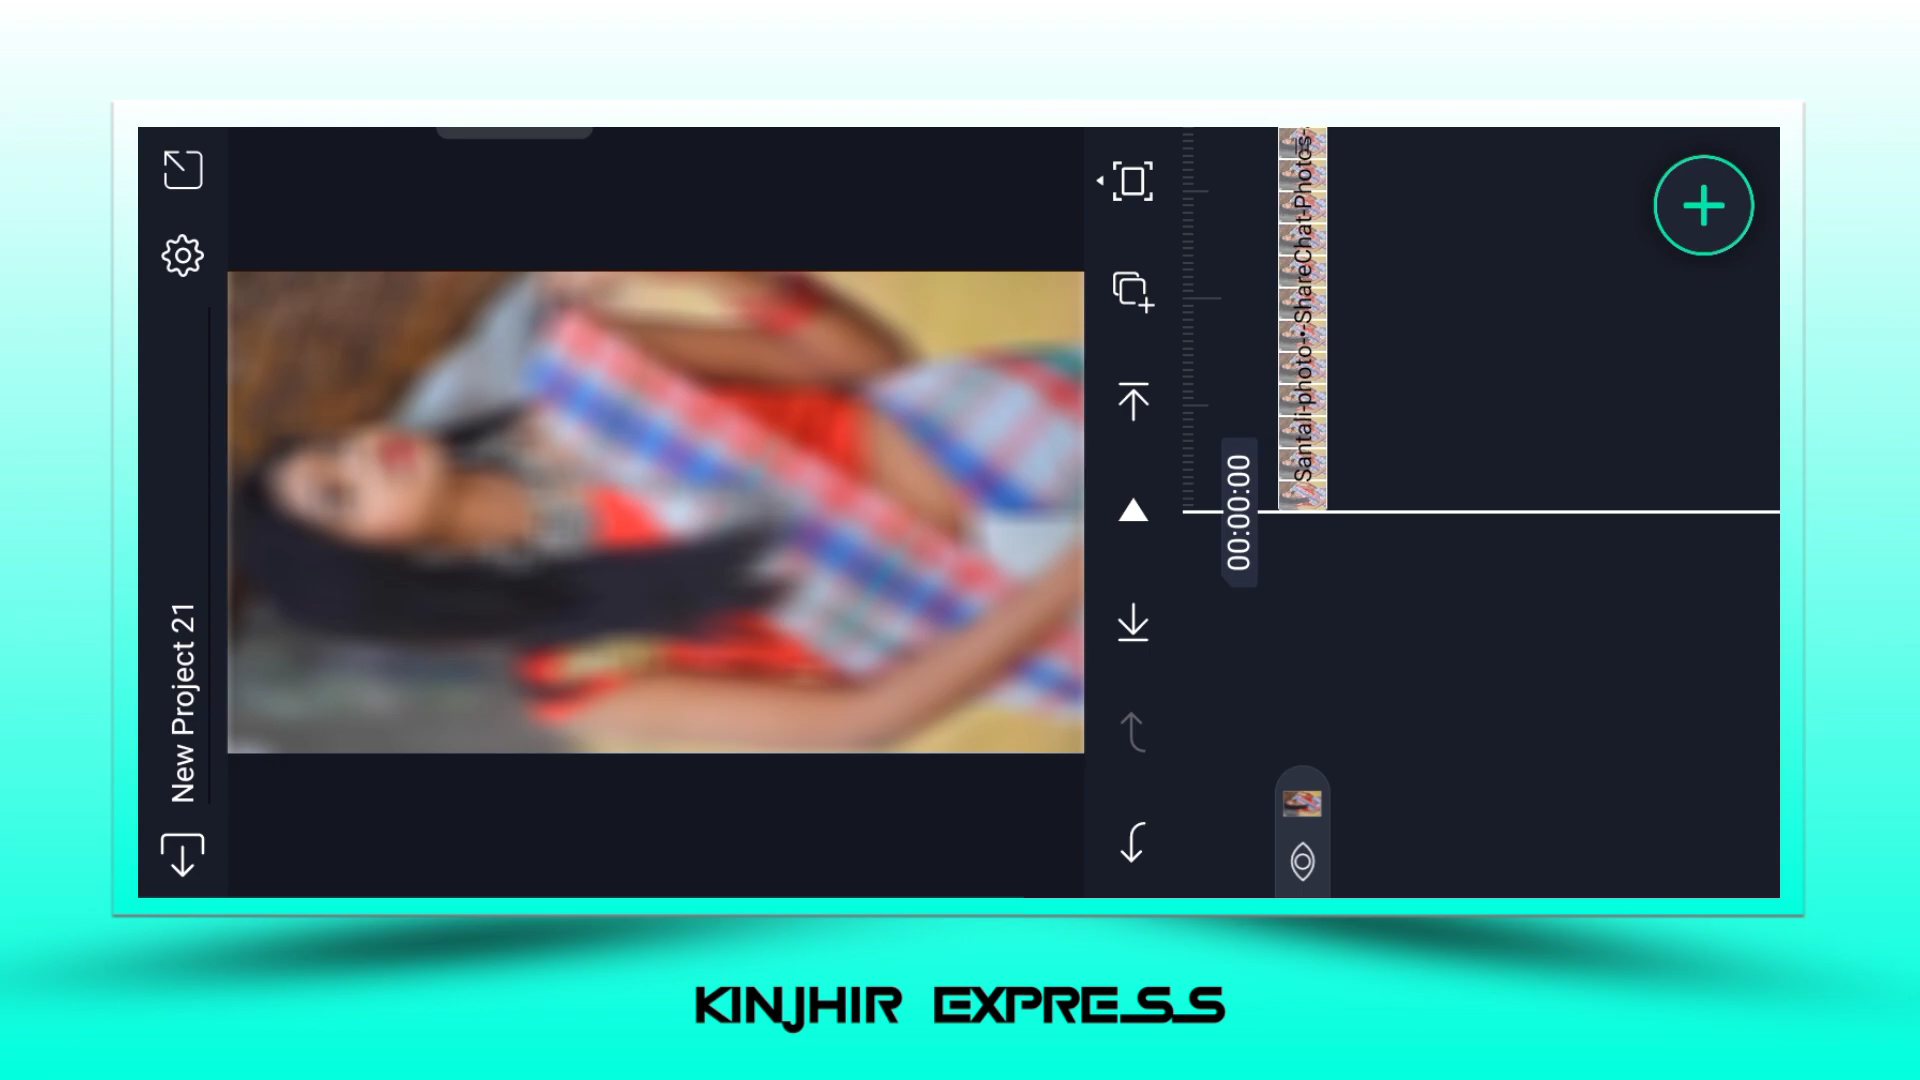 New Project 21
00:00:00
Santali-photo-•-ShareChat-Photos-
KINJHIR EXPRESS